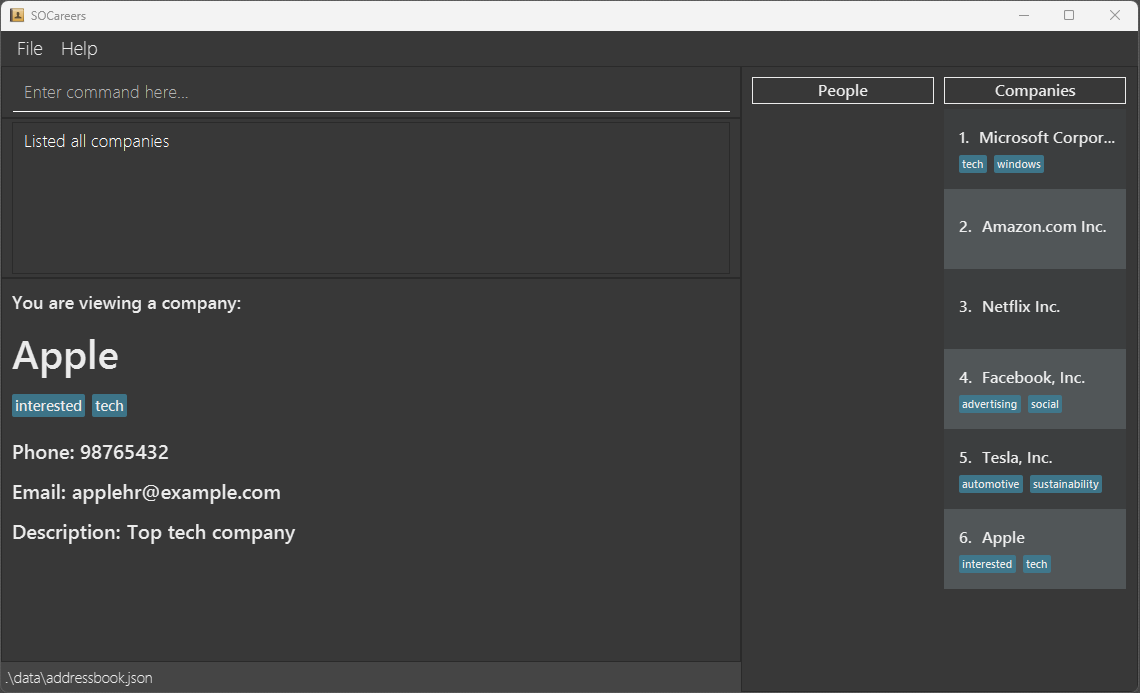 SOCareers
File Help
Enter command here...
Listed all companies
You are viewing a company:
Apple
interested tech
Phone: 98765432
Email: applehr@example.com
Description: Top tech company
.\data\addressbook.json
People
Companies
1. Microsoft Corpor...
tech windows
2. Amazon.com Inc.
3. Netflix Inc.
4. Facebook, Inc.
advertising social
5. Tesla, Inc.
automotive sustainability
6. Apple
interested tech